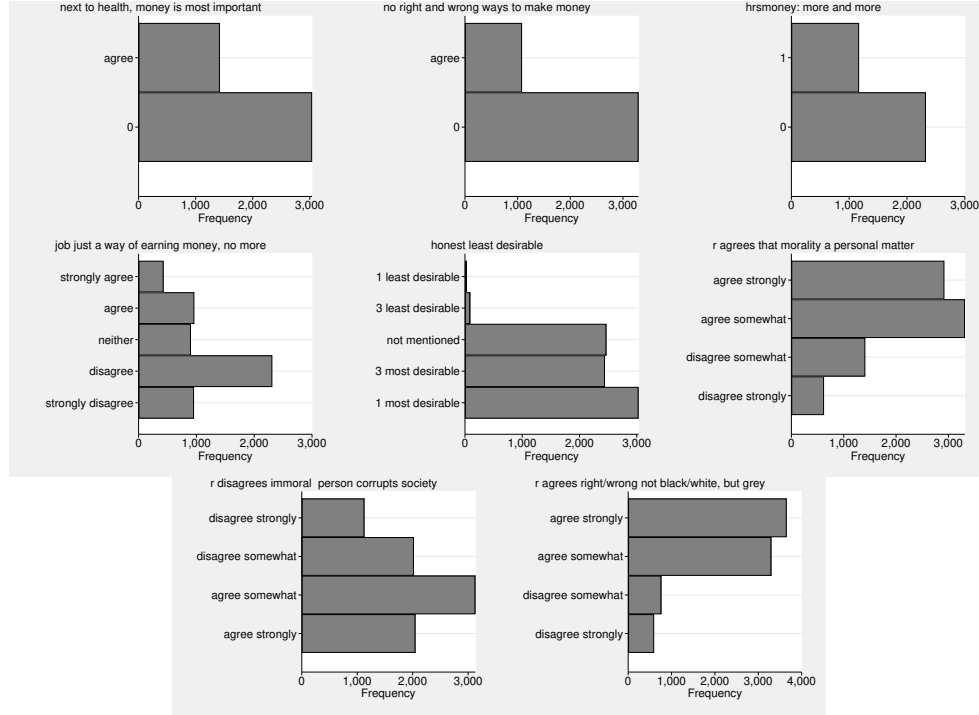 next to health, money is most important
agree
0
0 1,000 2,000 3,000
Frequency
no right and wrong ways to make money
agree
0
0 1,000 2,000 3,000
Frequency
hrsmoney: more and more
1
0
0 1,000 2,000 3,000
Frequency
job just a way of earning money, no more
strongly agree
agree
neither
disagree
strongly disagree
0 1,000 2,000 3,000
Frequency
honest least desirable
1 least desirable
3 least desirable
not mentioned
3 most desirable
1 most desirable
0 1,000 2,000 3,000
Frequency
r agrees that morality a personal matter
agree strongly
agree somewhat
disagree somewhat
disagree strongly
0 1,000 2,000 3,000
Frequency
r disagrees immoral  person corrupts society
disagree strongly
disagree somewhat
agree somewhat
agree strongly
0 1,000 2,000 3,000
Frequency
r agrees right/wrong not black/white, but grey
agree strongly
agree somewhat
disagree somewhat
disagree strongly
0 1,000 2,000 3,000 4,000
Frequency